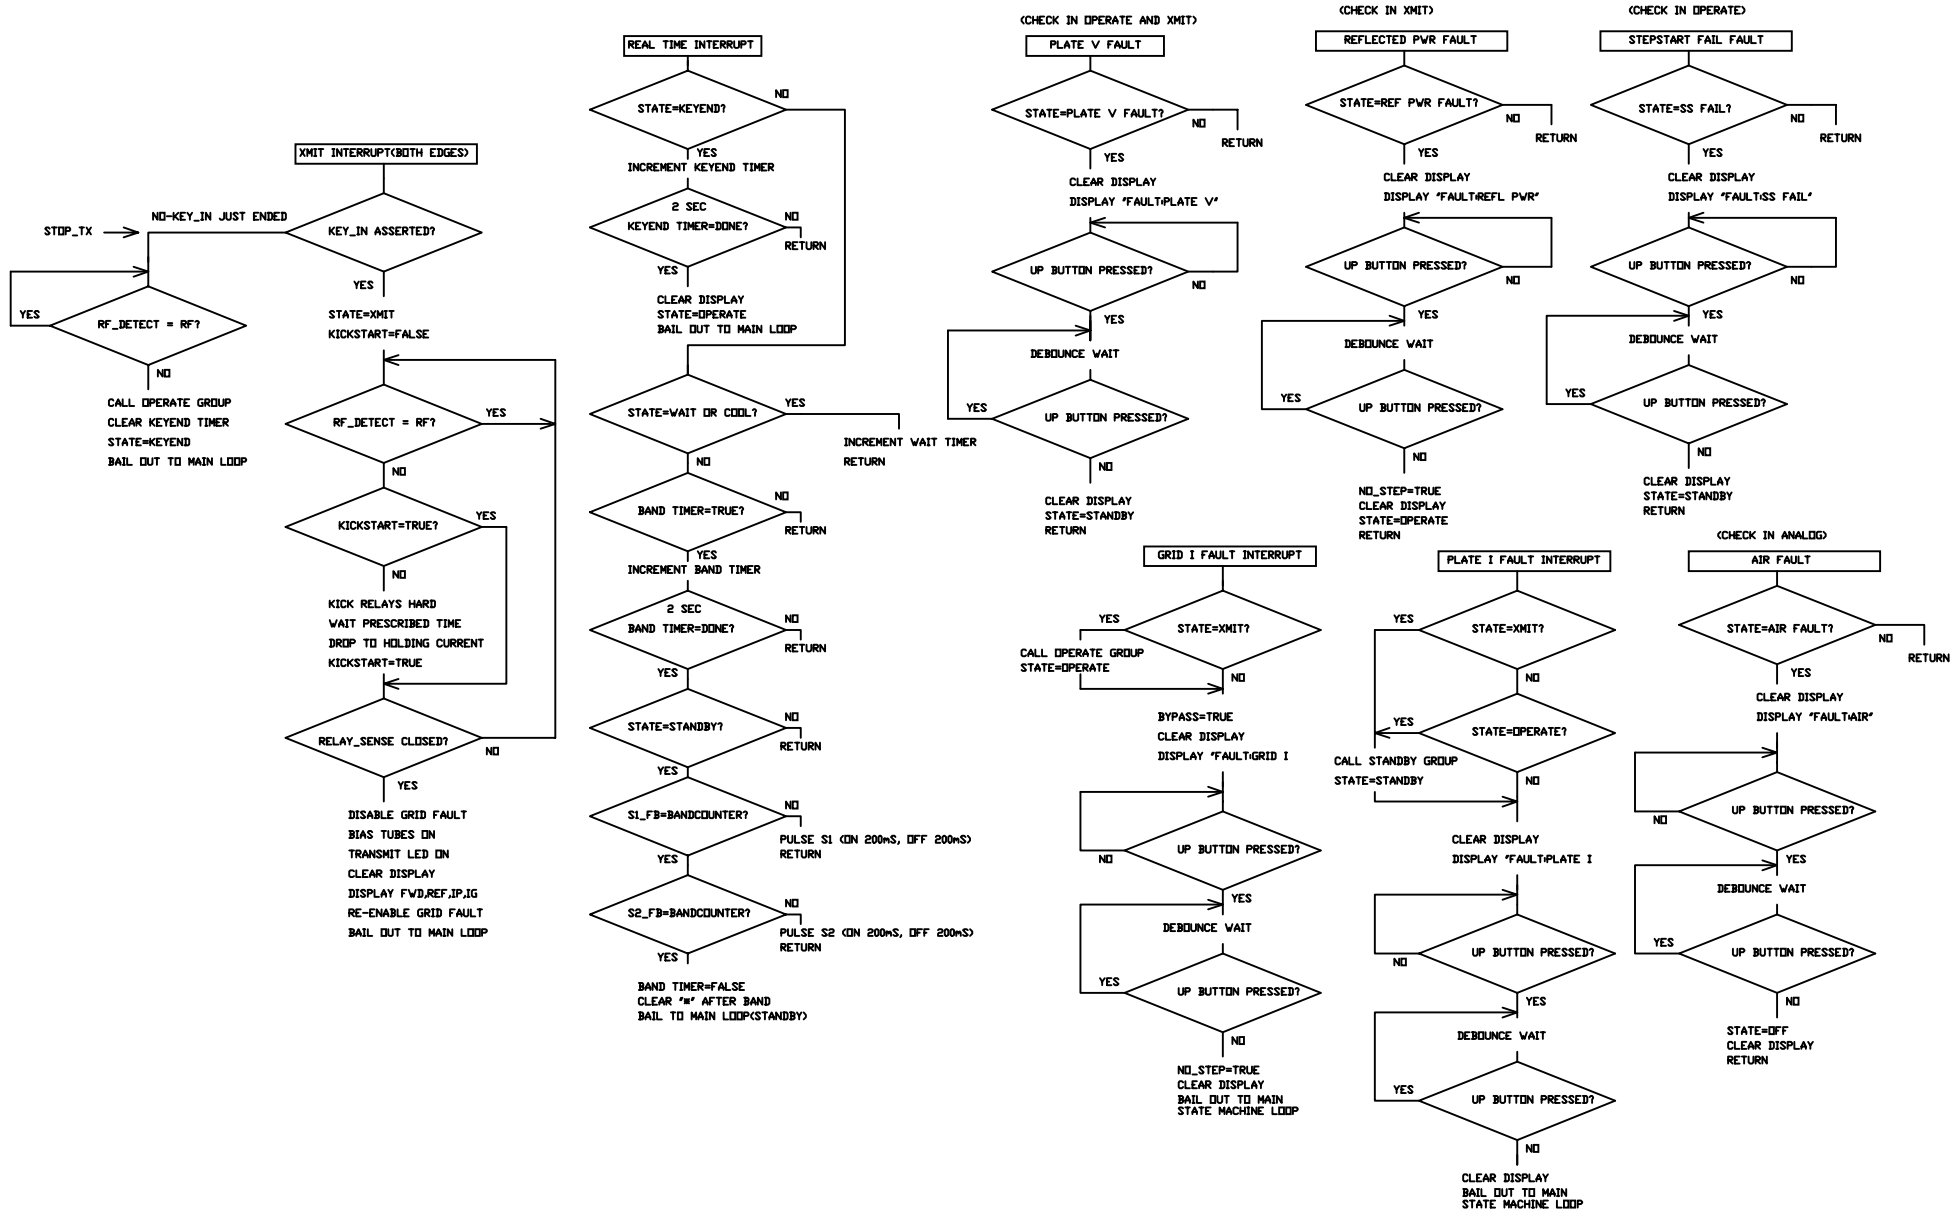 XMIT INTERRUPT(BOTH EDGES)
NO-KEY_IN JUST ENDED
STOP_TX
KEY_IN ASSERTED?
YES
YES
RF_DETECT = RF?
NO
CALL OPERATE GROUP
CLEAR KEYEND TIMER
STATE=KEYEND
BAIL OUT TO MAIN LOOP
STATE=XMIT
KICKSTART=FALSE
RF_DETECT = RF?
YES
NO
KICKSTART=TRUE?
YES
NO
KICK RELAYS HARD
WAIT PRESCRIBED TIME
DROP TO HOLDING CURRENT
KICKSTART=TRUE
RELAY_SENSE CLOSED?
NO
YES
DISABLE GRID FAULT
BIAS TUBES ON
TRANSMIT LED ON
CLEAR DISPLAY
DISPLAY FWD,REF,IP,IG
RE-ENABLE GRID FAULT
BAIL OUT TO MAIN LOOP
REAL TIME INTERRUPT
STATE=KEYEND?
NO
YES
INCREMENT KEYEND TIMER
2 SEC
KEYEND TIMER=DONE?
NO
RETURN
YES
CLEAR DISPLAY
STATE=OPERATE
BAIL OUT TO MAIN LOOP
STATE=WAIT OR COOL?
YES
INCREMENT WAIT TIMER
RETURN
NO
BAND TIMER=TRUE?
NO
RETURN
YES
INCREMENT BAND TIMER
2 SEC
BAND TIMER=DONE?
NO
RETURN
YES
STATE=STANDBY?
NO
RETURN
YES
S1_FB=BANDCOUNTER?
NO
PULSE S1 (ON 200mS, OFF 200mS)
RETURN
YES
S2_FB=BANDCOUNTER?
NO
PULSE S2 (ON 200mS, OFF 200mS)
RETURN
YES
BAND TIMER=FALSE
CLEAR "*" AFTER BAND
BAIL TO MAIN LOOP(STANDBY)
(CHECK IN OPERATE AND XMIT)
PLATE V FAULT
STATE=PLATE V FAULT?
NO
RETURN
YES
CLEAR DISPLAY
DISPLAY "FAULT:PLATE V"
UP BUTTON PRESSED?
NO
YES
DEBOUNCE WAIT
YES
UP BUTTON PRESSED?
NO
CLEAR DISPLAY
STATE=STANDBY
RETURN
(CHECK IN XMIT)
REFLECTED PWR FAULT
STATE=REF PWR FAULT?
NO
RETURN
YES
CLEAR DISPLAY
DISPLAY "FAULT:REFL PWR"
UP BUTTON PRESSED?
NO
YES
DEBOUNCE WAIT
YES
UP BUTTON PRESSED?
NO
NO_STEP=TRUE
CLEAR DISPLAY
STATE=OPERATE
RETURN
(CHECK IN OPERATE)
STEPSTART FAIL FAULT
STATE=SS FAIL?
NO
RETURN
YES
CLEAR DISPLAY
DISPLAY "FAULT:SS FAIL"
UP BUTTON PRESSED?
NO
YES
DEBOUNCE WAIT
YES
UP BUTTON PRESSED?
NO
CLEAR DISPLAY
STATE=STANDBY
RETURN
GRID I FAULT INTERRUPT
YES
STATE=XMIT?
CALL OPERATE GROUP
STATE=OPERATE
NO
BYPASS=TRUE
CLEAR DISPLAY
DISPLAY "FAULT:GRID I
UP BUTTON PRESSED?
NO
YES
DEBOUNCE WAIT
YES
UP BUTTON PRESSED?
NO
NO_STEP=TRUE
CLEAR DISPLAY
BAIL OUT TO MAIN
STATE MACHINE LOOP
PLATE I FAULT INTERRUPT
YES
STATE=XMIT?
NO
YES
STATE=OPERATE?
CALL STANDBY GROUP
STATE=STANDBY
NO
CLEAR DISPLAY
DISPLAY "FAULT:PLATE I
UP BUTTON PRESSED?
NO
YES
DEBOUNCE WAIT
YES
UP BUTTON PRESSED?
NO
CLEAR DISPLAY
BAIL OUT TO MAIN
STATE MACHINE LOOP
(CHECK IN ANALOG)
AIR FAULT
STATE=AIR FAULT?
NO
RETURN
YES
CLEAR DISPLAY
DISPLAY "FAULT:AIR"
UP BUTTON PRESSED?
NO
YES
DEBOUNCE WAIT
YES
UP BUTTON PRESSED?
NO
STATE=OFF
CLEAR DISPLAY
RETURN